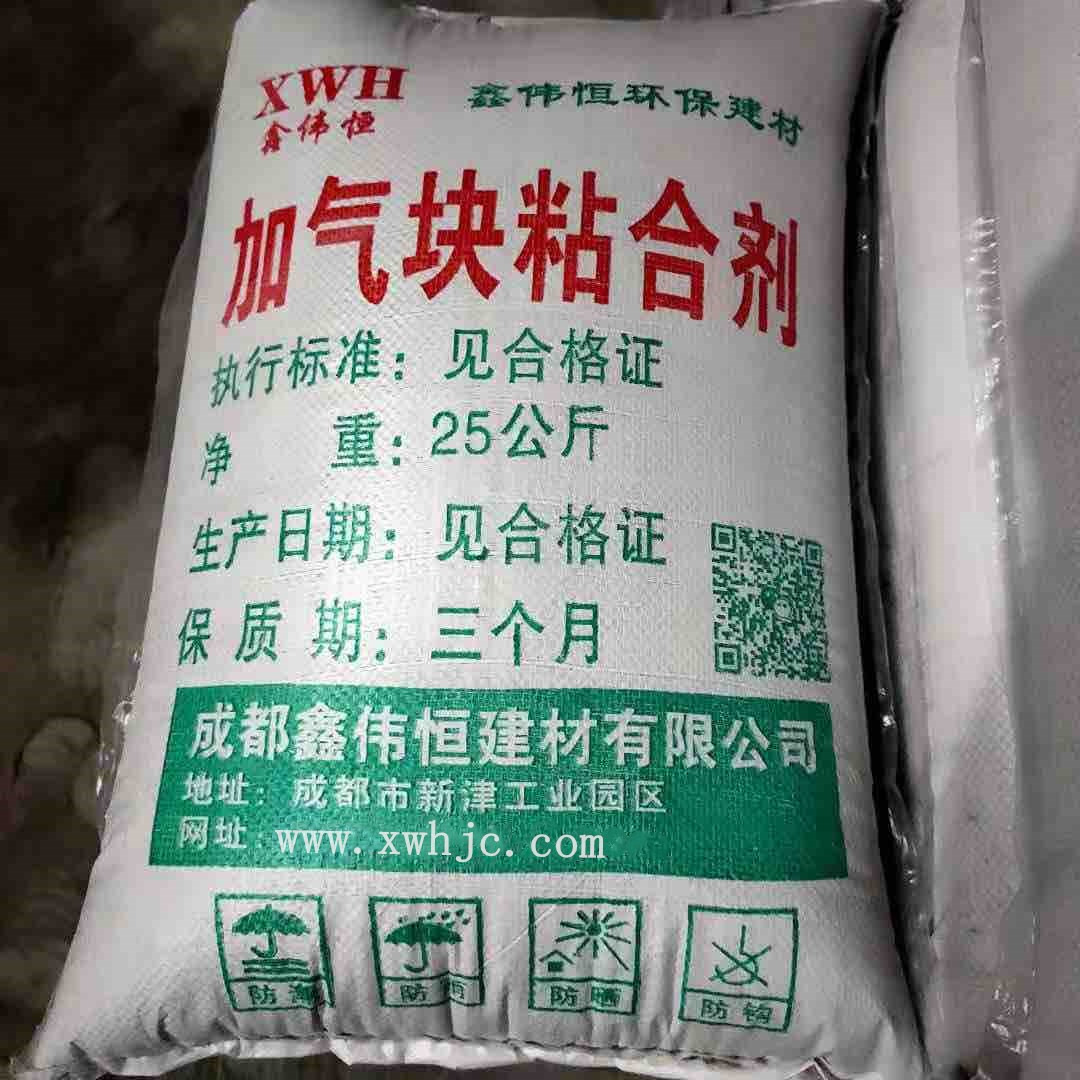 XWH
鑫伟恒
鑫伟恒环保建材
加气块粘合剂
执行标准：见合格证
净 重：25公斤
生产日期：见合格证
保质期：三个月
成都鑫伟恒建材有限公司
地址：成都市新津工业园区
网址 www.xwhjc.com
防潮 防雨 防晒 防钩